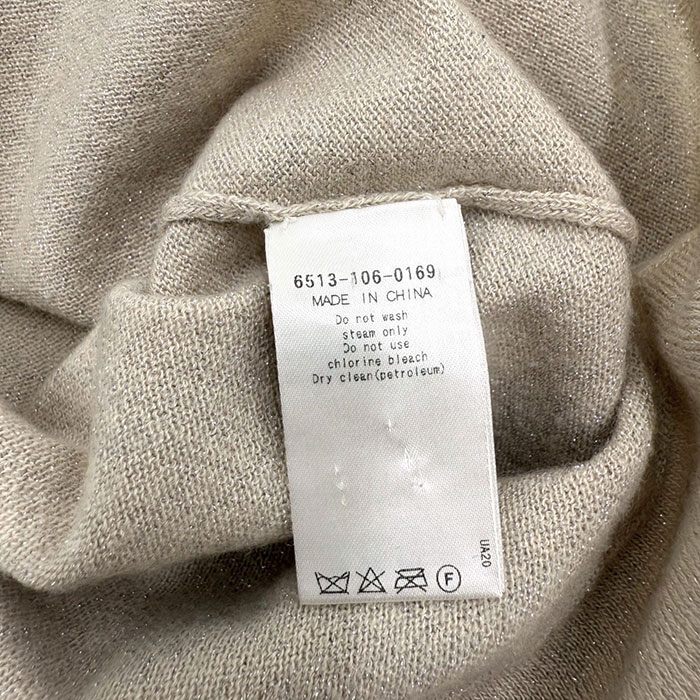 6513-106-0169
MADE IN CHINA
Do not wash
steam only
Do not use
chlorine bleach
Dry clean(petroleum)
UA20
F